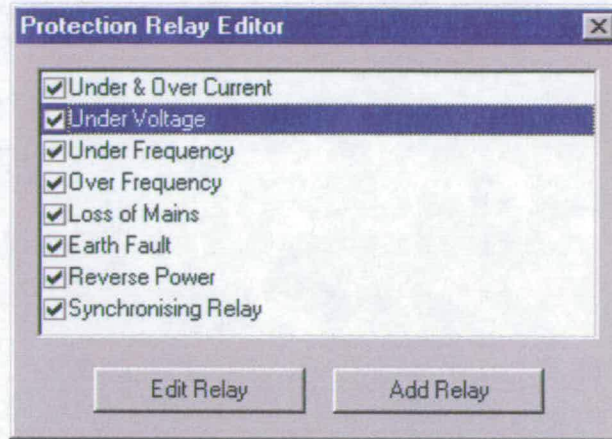 Protection Relay Editor
Under & Over Current
Under Voltage
Under Frequency
Over Frequency
Loss of Mains
Earth Fault
Reverse Power
Synchronising Relay
Edit Relay
Add Relay